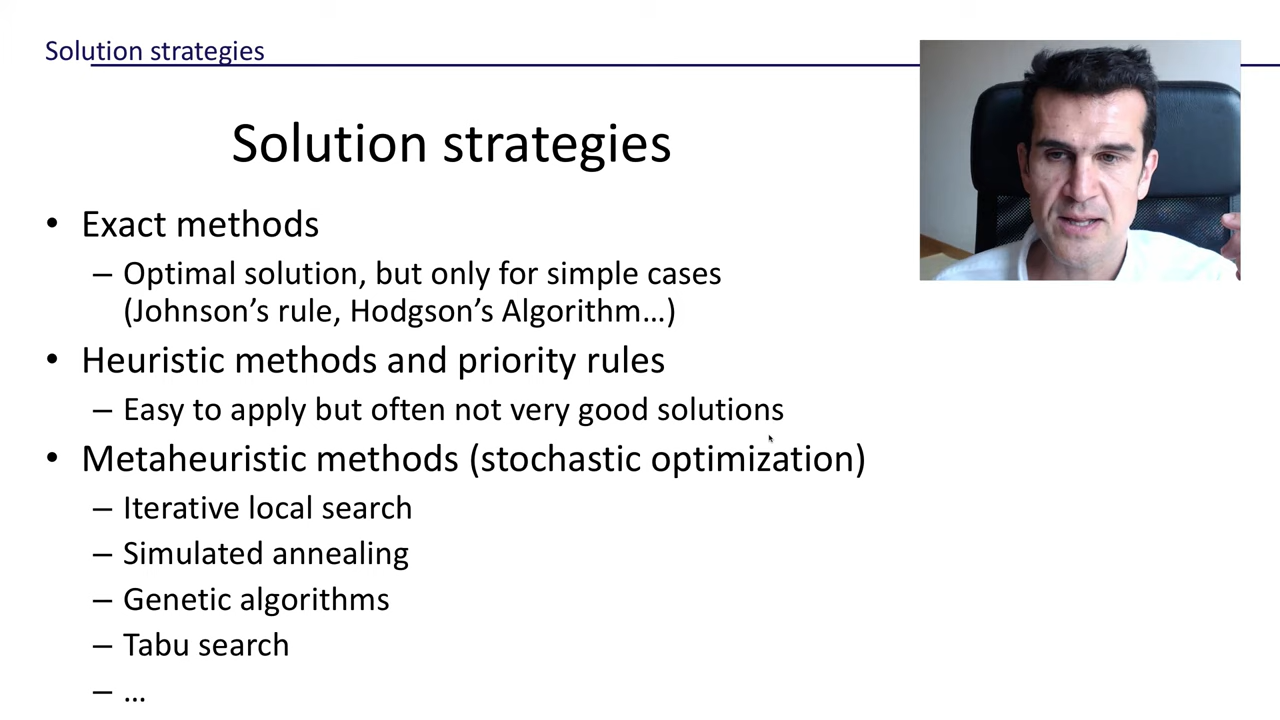 Solution strategies
Solution strategies
• Exact methods
– Optimal solution, but only for simple cases
(Johnson’s rule, Hodgson’s Algorithm…)
• Heuristic methods and priority rules
– Easy to apply but often not very good solutions
• Metaheuristic methods (stochastic optimization)
– Iterative local search
– Simulated annealing
– Genetic algorithms
– Tabu search
– …